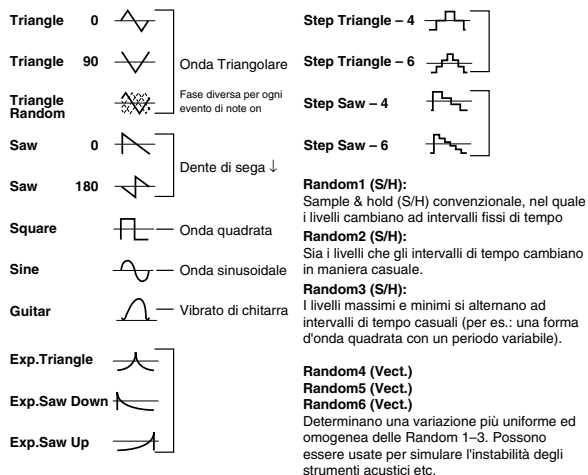 Triangle 0
Triangle 90
Onda Triangolare
Triangle
Random
Fase diversa per ogni
evento di note on
Saw 0
Saw 180
Dente di sega ↓
Square
Onda quadrata
Sine
Onda sinusoidale
Guitar
Vibrato di chitarra
Exp.Triangle
Exp.Saw Down
Exp.Saw Up
Step Triangle – 4
Step Triangle – 6
Step Saw – 4
Step Saw – 6
Random1 (S/H):
Sample & hold (S/H) convenzionale, nel quale
i livelli cambiano ad intervalli fissi di tempo
Random2 (S/H):
Sia i livelli che gli intervalli di tempo cambiano
in maniera casuale.
Random3 (S/H):
I livelli massimi e minimi si alternano ad
intervalli di tempo casuali (per es.: una forma
d'onda quadrata con un periodo variabile).
Random4 (Vect.)
Random5 (Vect.)
Random6 (Vect.)
Determinano una variazione più uniforme ed
omogenea delle Random 1–3. Possono
essere usate per simulare l'instabilità degli
strumenti acustici etc.